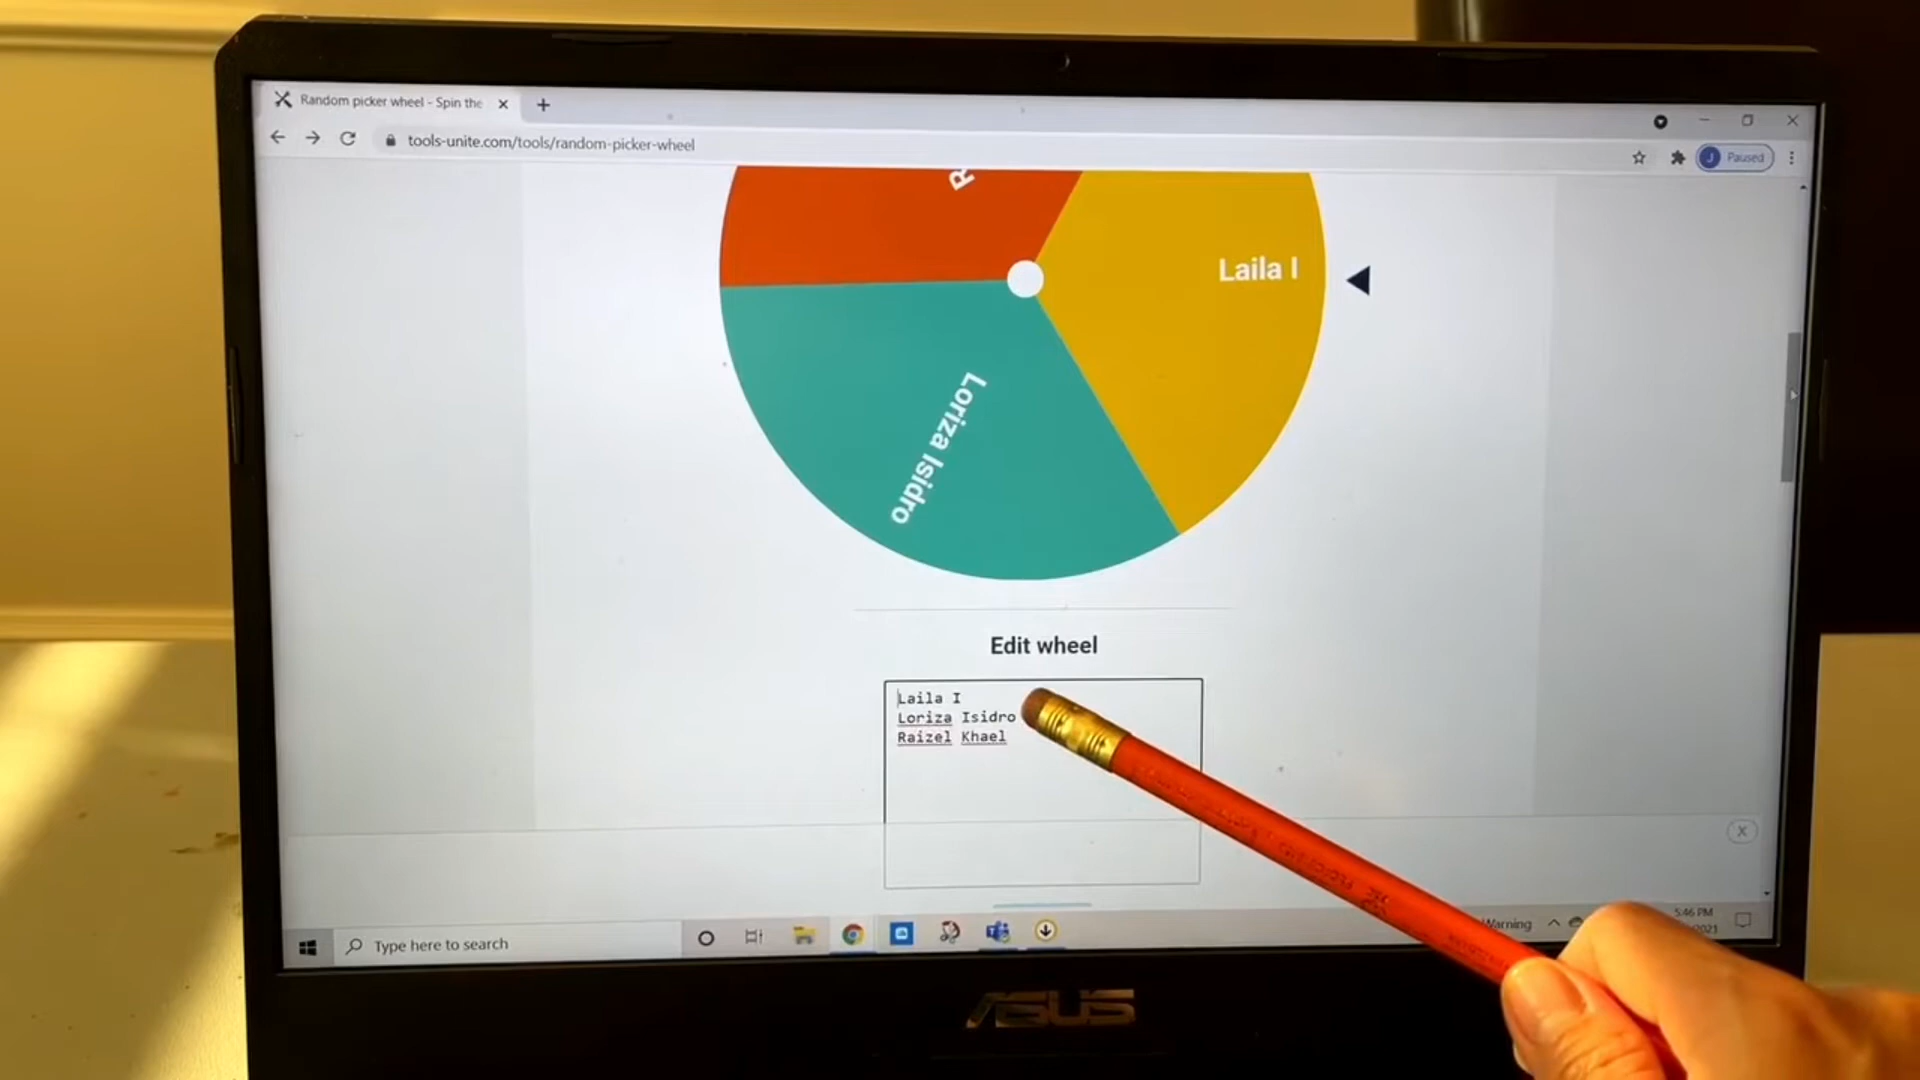 Random picker wheel - Spin the
tools-unite.com/tools/random-picker-wheel
J Paused
R
Laila I
Loriza Isidro
Edit wheel
Laila I
Loriza Isidro
Raizel Khael
X
Type here to search
Warning
5:46 PM
2021
ASUS